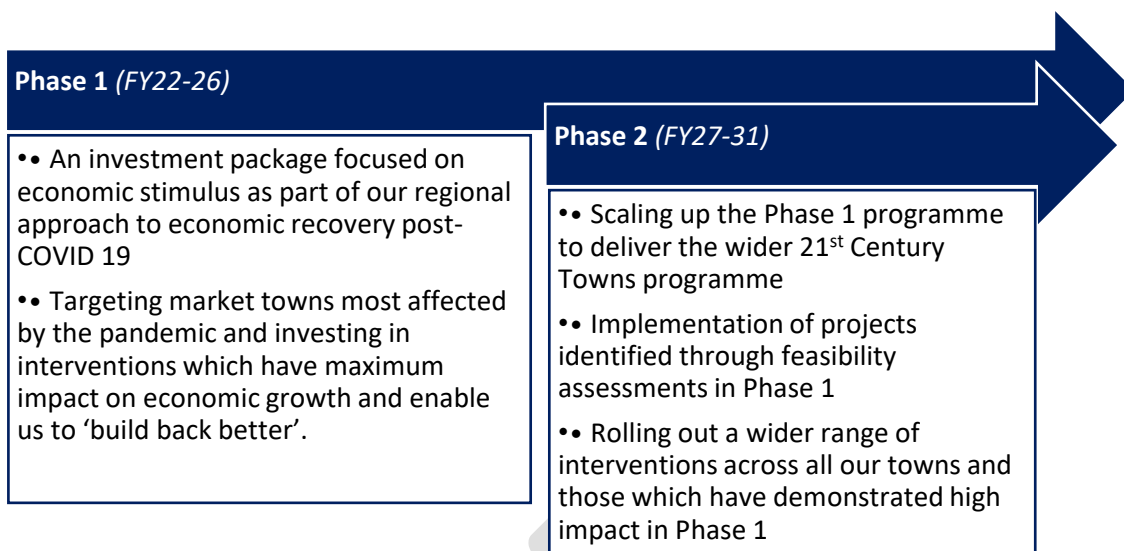 Phase 1 (FY22-26)
•• An investment package focused on
economic stimulus as part of our regional
approach to economic recovery post-
COVID 19
•• Targeting market towns most affected
by the pandemic and investing in
interventions which have maximum
impact on economic growth and enable
us to ‘build back better’.
Phase 2 (FY27-31)
•• Scaling up the Phase 1 programme
to deliver the wider 21st Century
Towns programme
•• Implementation of projects
identified through feasibility
assessments in Phase 1
•• Rolling out a wider range of
interventions across all our towns and
those which have demonstrated high
impact in Phase 1